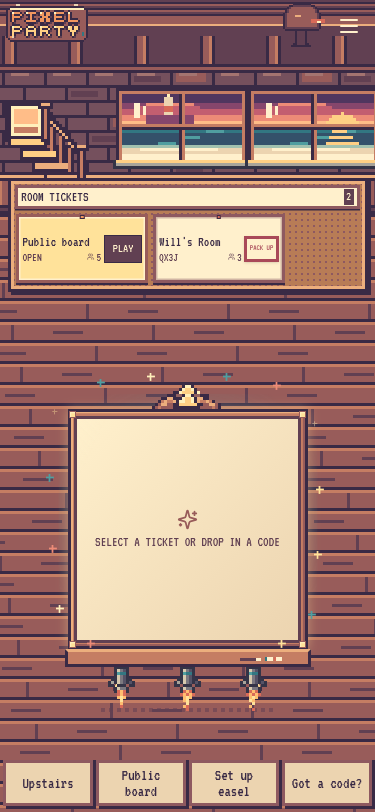 PIXEL
PARTY
ROOM TICKETS
2
Public board
OPEN
5
PLAY
Will's Room
QX3J
3
PACK UP
SELECT A TICKET OR DROP IN A CODE
Upstairs
Public
board
Set up
easel
Got a code?